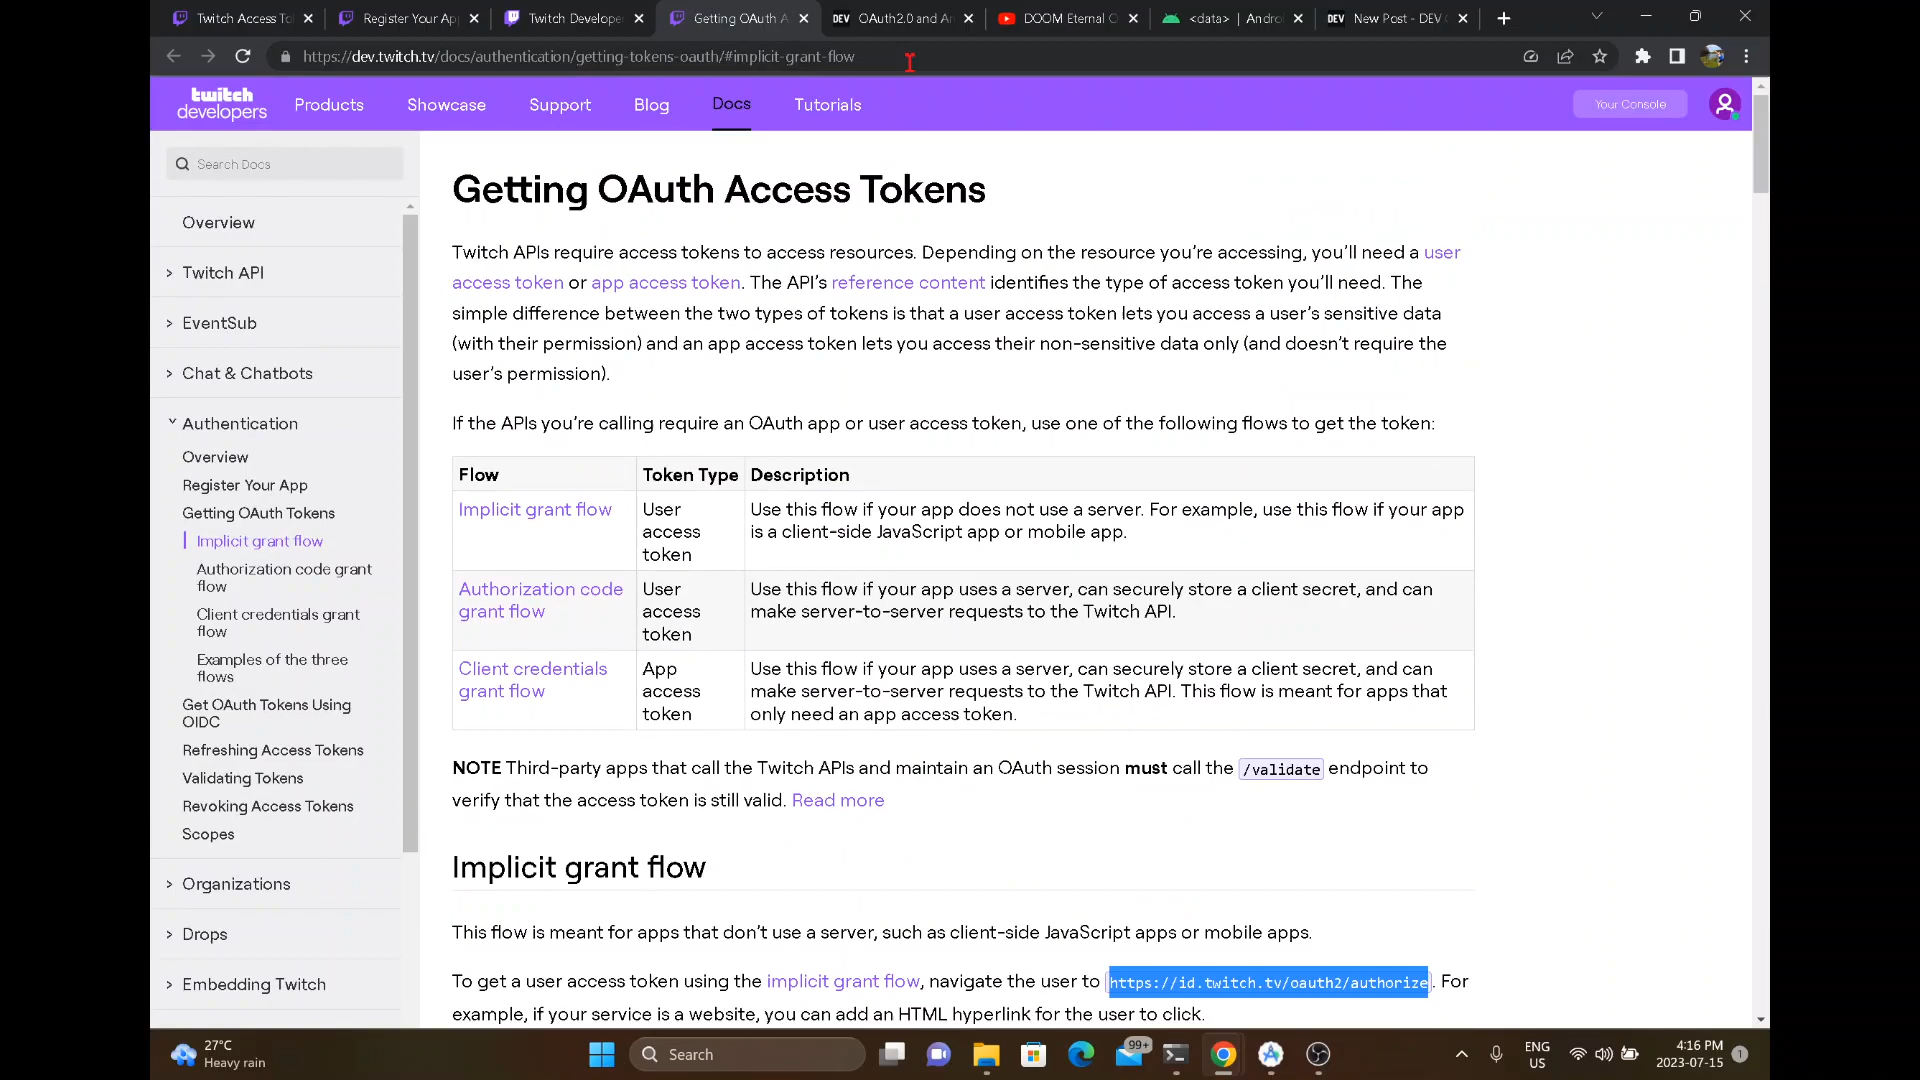 Twitch Access To
Register Your App
Twitch Develope
Getting OAuth A
DEV OAuth2.0 and An
DOOM Eternal O
<data> | Andro
DEV New Post - DEV
https://dev.twitch.tv/docs/authentication/getting-tokens-oauth/#implicit-grant-flow
twitch
developers
Products
Showcase
Support
Blog
Docs
Tutorials
Your Console
Search Docs
Overview
Twitch API
EventSub
Chat & Chatbots
Authentication
Overview
Register Your App
Getting OAuth Tokens
Implicit grant flow
Authorization code grant
flow
Client credentials grant
flow
Examples of the three
flows
Get OAuth Tokens Using
OIDC
Refreshing Access Tokens
Validating Tokens
Revoking Access Tokens
Scopes
Organizations
Drops
Embedding Twitch
Getting OAuth Access Tokens
Twitch APIs require access tokens to access resources. Depending on the resource you’re accessing, you’ll need a user
access token or app access token. The API’s reference content identifies the type of access token you’ll need. The
simple difference between the two types of tokens is that a user access token lets you access a user’s sensitive data
(with their permission) and an app access token lets you access their non-sensitive data only (and doesn’t require the
user’s permission).
If the APIs you’re calling require an OAuth app or user access token, use one of the following flows to get the token:
Flow Token Type Description
Implicit grant flow
User
access
token
Use this flow if your app does not use a server. For example, use this flow if your app
is a client-side JavaScript app or mobile app.
Authorization code
grant flow
User
access
token
Use this flow if your app uses a server, can securely store a client secret, and can
make server-to-server requests to the Twitch API.
Client credentials
grant flow
App
access
token
Use this flow if your app uses a server, can securely store a client secret, and can
make server-to-server requests to the Twitch API. This flow is meant for apps that
only need an app access token.
NOTE Third-party apps that call the Twitch APIs and maintain an OAuth session must call the /validate endpoint to
verify that the access token is still valid. Read more
Implicit grant flow
This flow is meant for apps that don’t use a server, such as client-side JavaScript apps or mobile apps.
To get a user access token using the implicit grant flow, navigate the user to https://id.twitch.tv/oauth2/authorize. For
example, if your service is a website, you can add an HTML hyperlink for the user to click.
27°C
Heavy rain
Search
99+
ENG
US
4:16 PM
2023-07-15
1